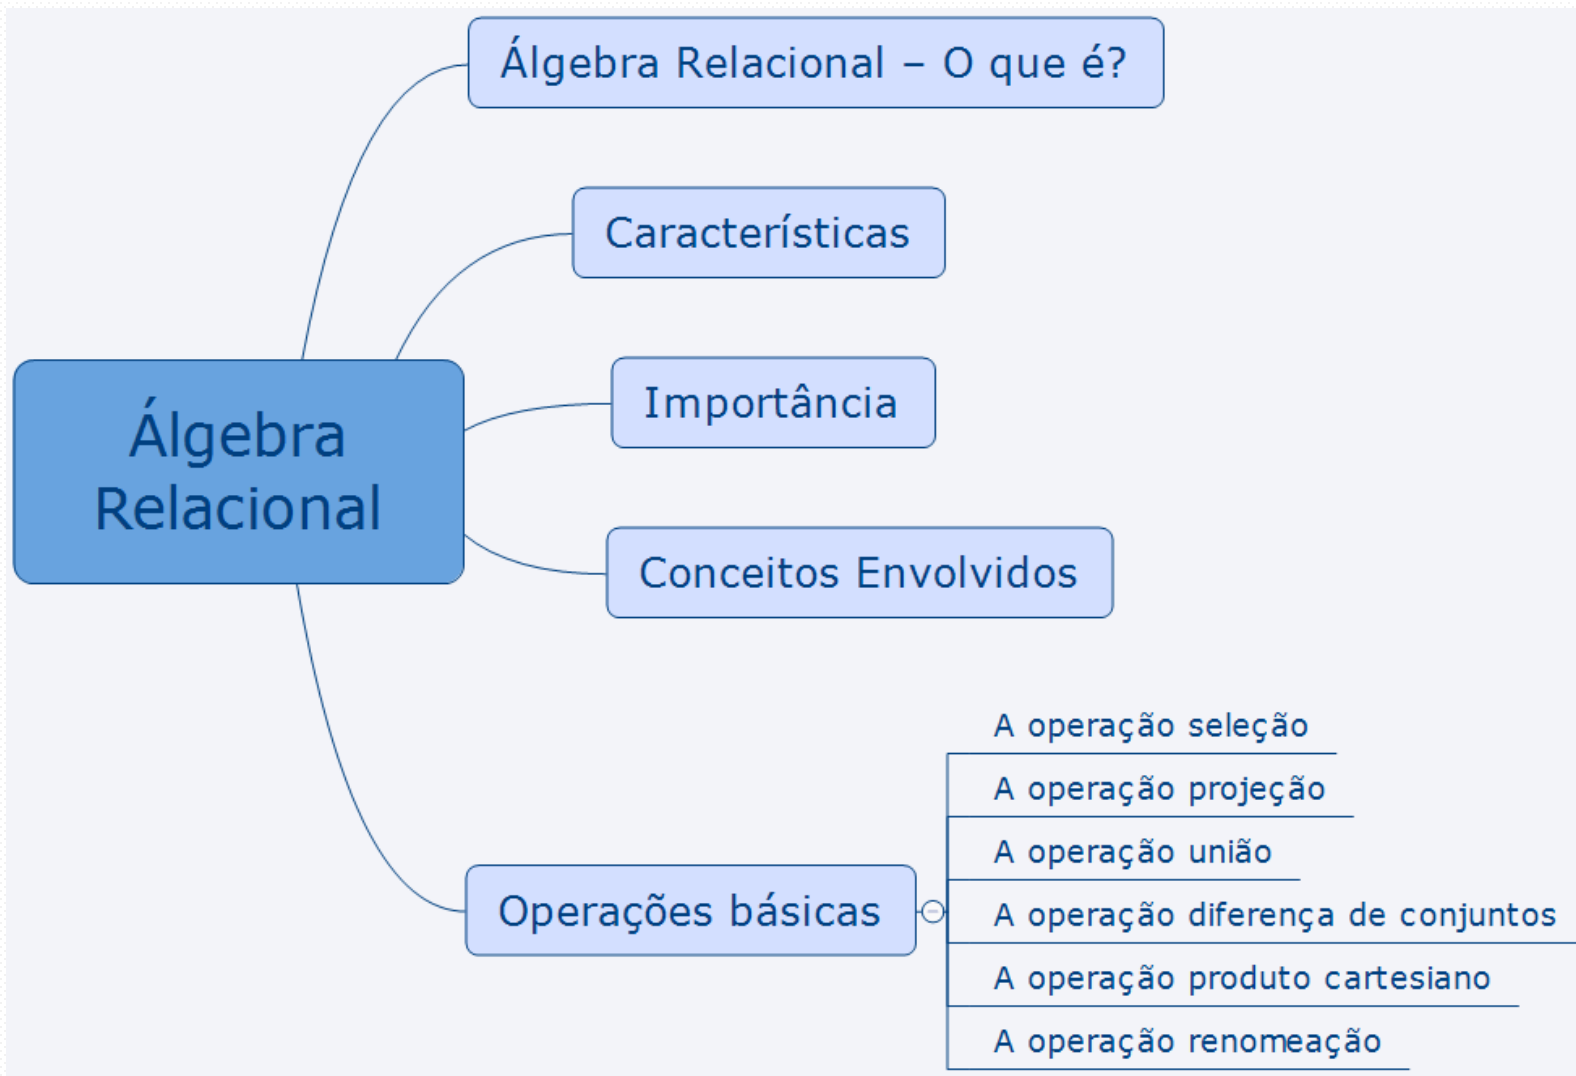 Álgebra Relacional – O que é?
Características
Importância
Álgebra
Relacional
Conceitos Envolvidos
Operações básicas
A operação seleção
A operação projeção
A operação união
A operação diferença de conjuntos
A operação produto cartesiano
A operação renomeação